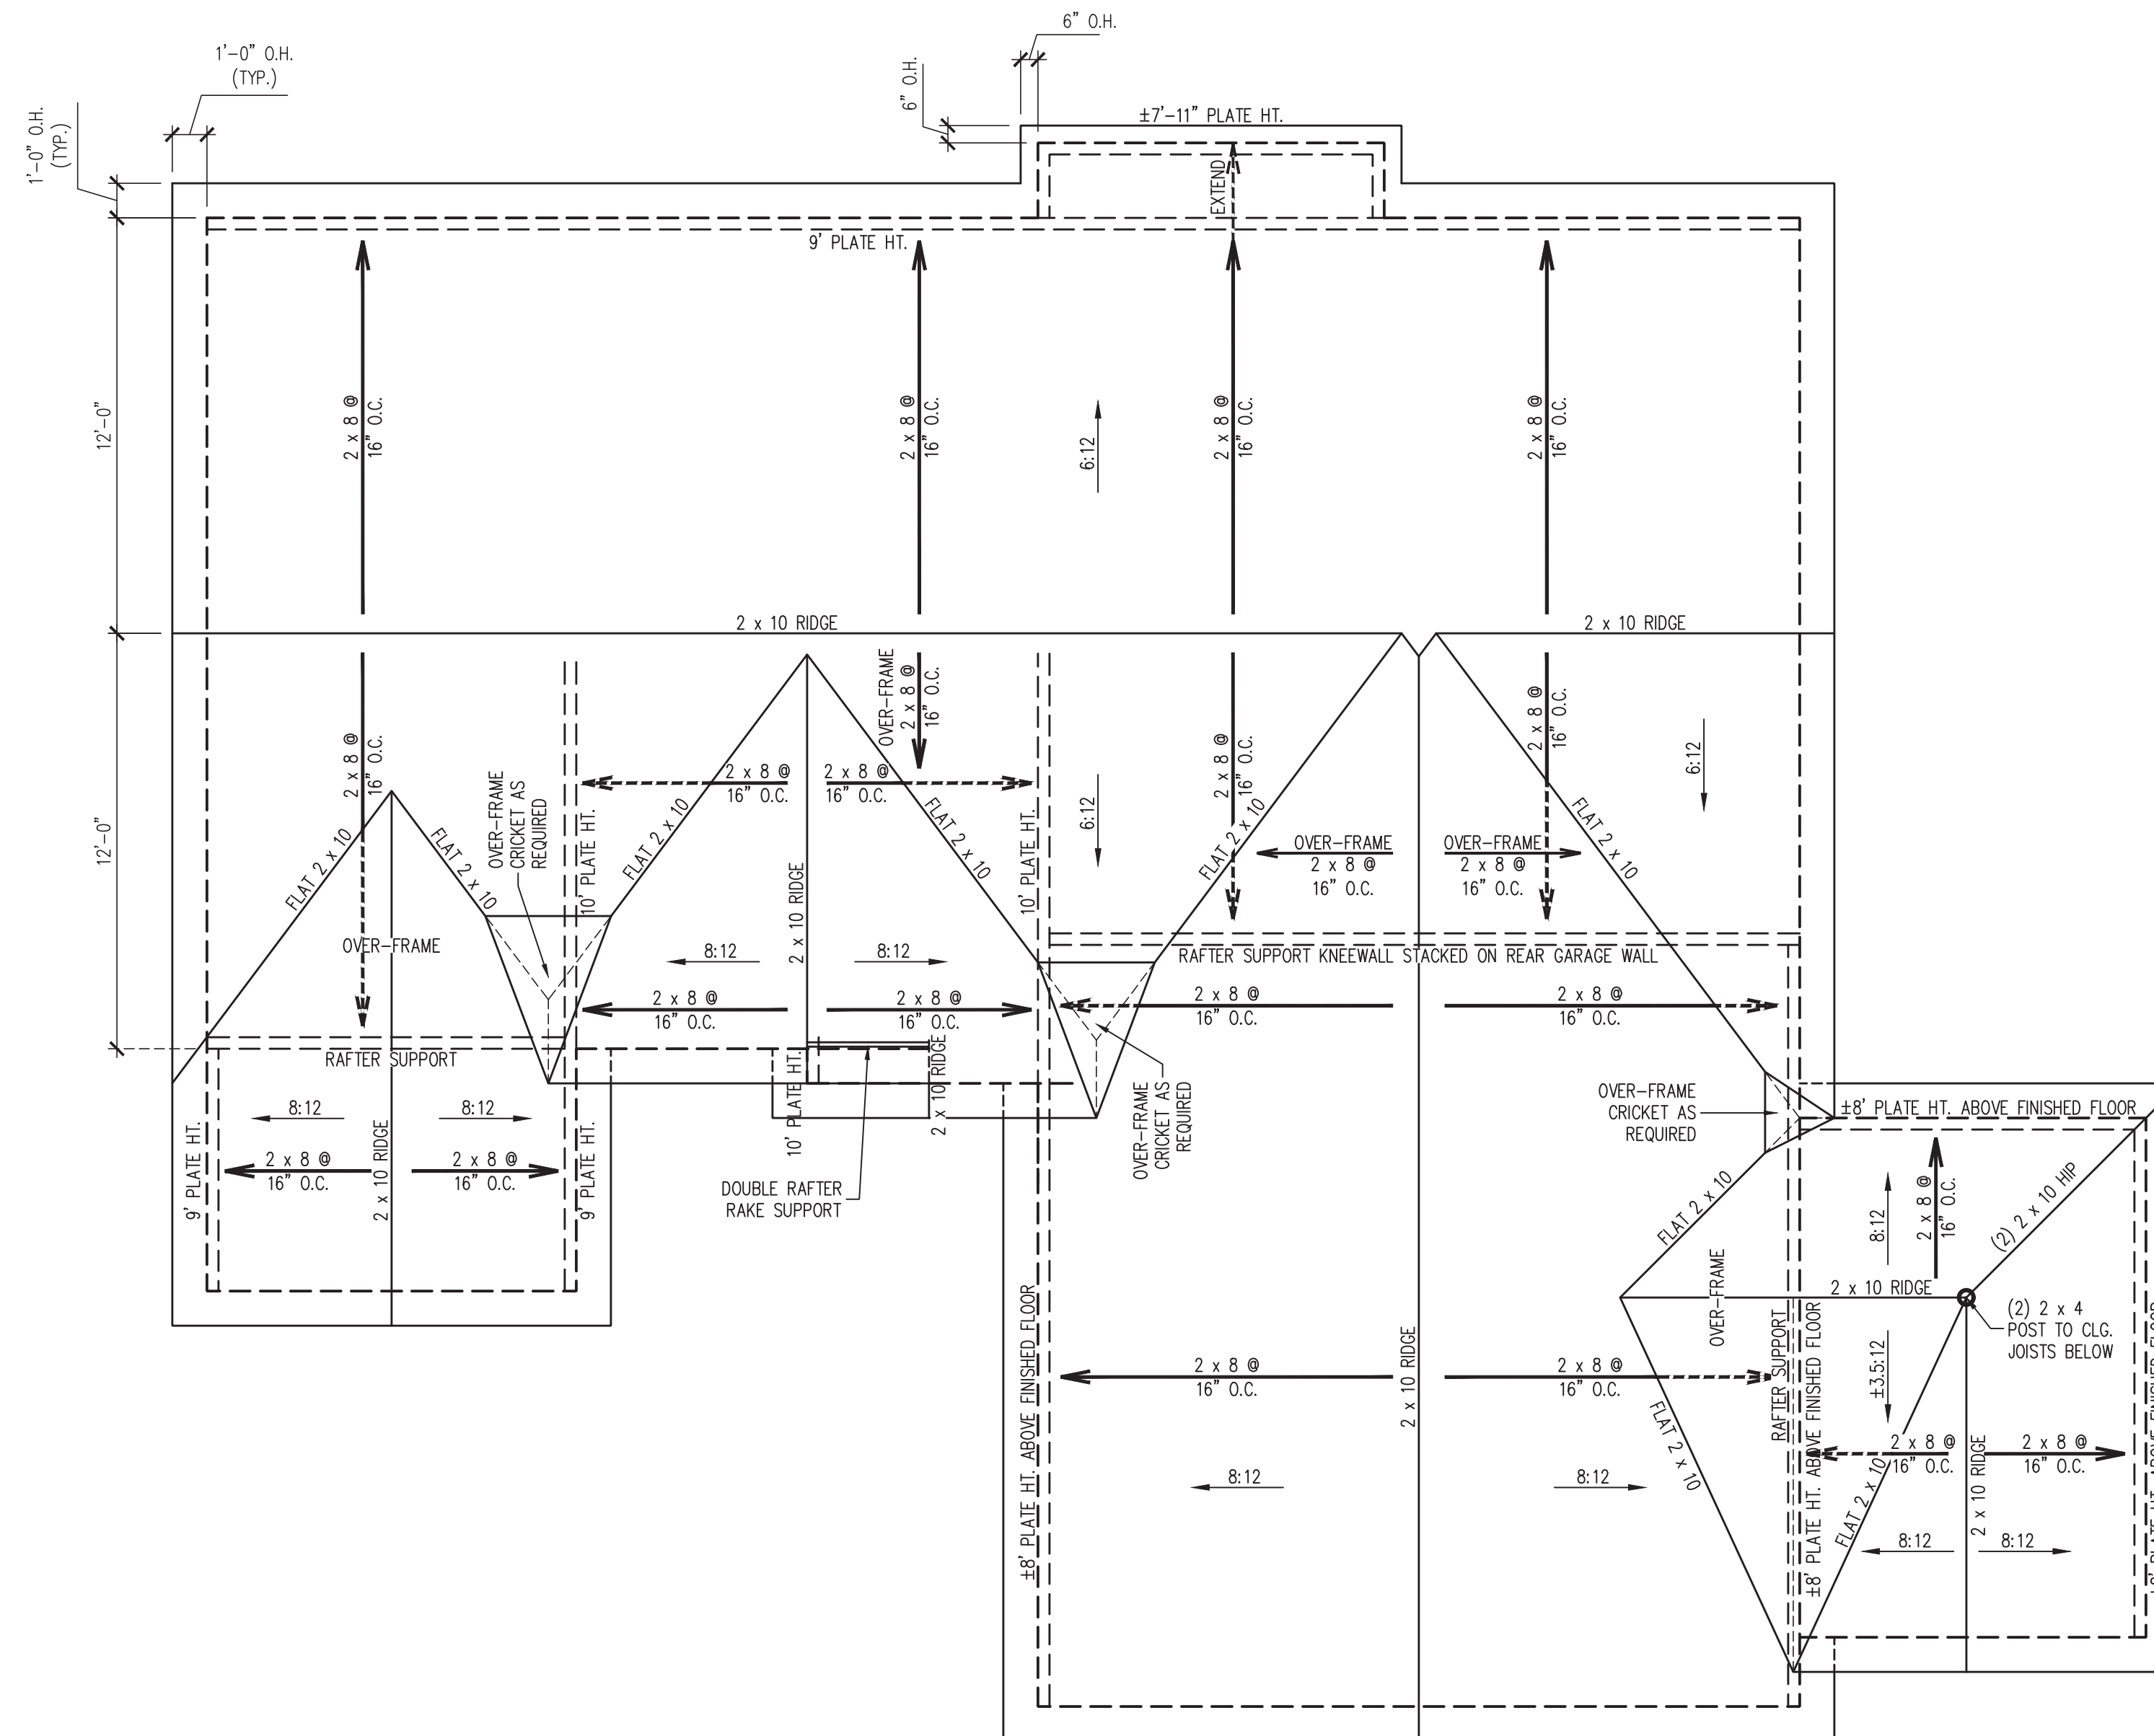 6" O.H.
1'-0" O.H.
(TYP.)
6" O.H.
1'-0" O.H.
(TYP.)
±7'-11" PLATE HT.
EXTEND
9' PLATE HT.
12'-0"
2 x 8 @
16" O.C.
2 x 8 @
16" O.C.
6:12
2 x 8 @
16" O.C.
2 x 8 @
16" O.C.
2 x 10 RIDGE
2 x 10 RIDGE
OVER-FRAME
2 x 8 @
16" O.C.
2 x 8 @
16" O.C.
6:12
12'-0"
2 x 8 @
16" O.C.
OVER-FRAME
CRICKET AS
REQUIRED
2 x 8 @
16" O.C.
2 x 8 @
16" O.C.
6:12
2 x 8 @
16" O.C.
FLAT 2 x 10
FLAT 2 x 10
10' PLATE HT.
FLAT 2 x 10
FLAT 2 x 10
10' PLATE HT.
FLAT 2 x 10
OVER-FRAME
2 x 8 @
16" O.C.
OVER-FRAME
2 x 8 @
16" O.C.
FLAT 2 x 10
OVER-FRAME
2 x 10 RIDGE
8:12
8:12
RAFTER SUPPORT KNEEWALL STACKED ON REAR GARAGE WALL
2 x 8 @
16" O.C.
2 x 8 @
16" O.C.
2 x 8 @
16" O.C.
2 x 8 @
16" O.C.
RAFTER SUPPORT
10' PLATE HT.
2 x 10 RIDGE
OVER-FRAME
CRICKET AS
REQUIRED
OVER-FRAME
CRICKET AS
REQUIRED
±8' PLATE HT. ABOVE FINISHED FLOOR
8:12
8:12
9' PLATE HT.
2 x 8 @
16" O.C.
2 x 10 RIDGE
2 x 8 @
16" O.C.
9' PLATE HT.
DOUBLE RAFTER
RAKE SUPPORT
FLAT 2 x 10
8:12
2 x 8 @
16" O.C.
(2) 2 x 10 HIP
OVER-FRAME
2 x 10 RIDGE
(2) 2 x 4
POST TO CLG.
JOISTS BELOW
±8' PLATE HT. ABOVE FINISHED FLOOR
2 x 8 @
16" O.C.
2 x 10 RIDGE
2 x 8 @
16" O.C.
RAFTER SUPPORT
±8' PLATE HT. ABOVE FINISHED FLOOR
±3.5:12
FLAT 2 x 10
2 x 8 @
16" O.C.
2 x 8 @
16" O.C.
8:12
8:12
FLAT 2 x 10
2 x 10 RIDGE
8:12
8:12